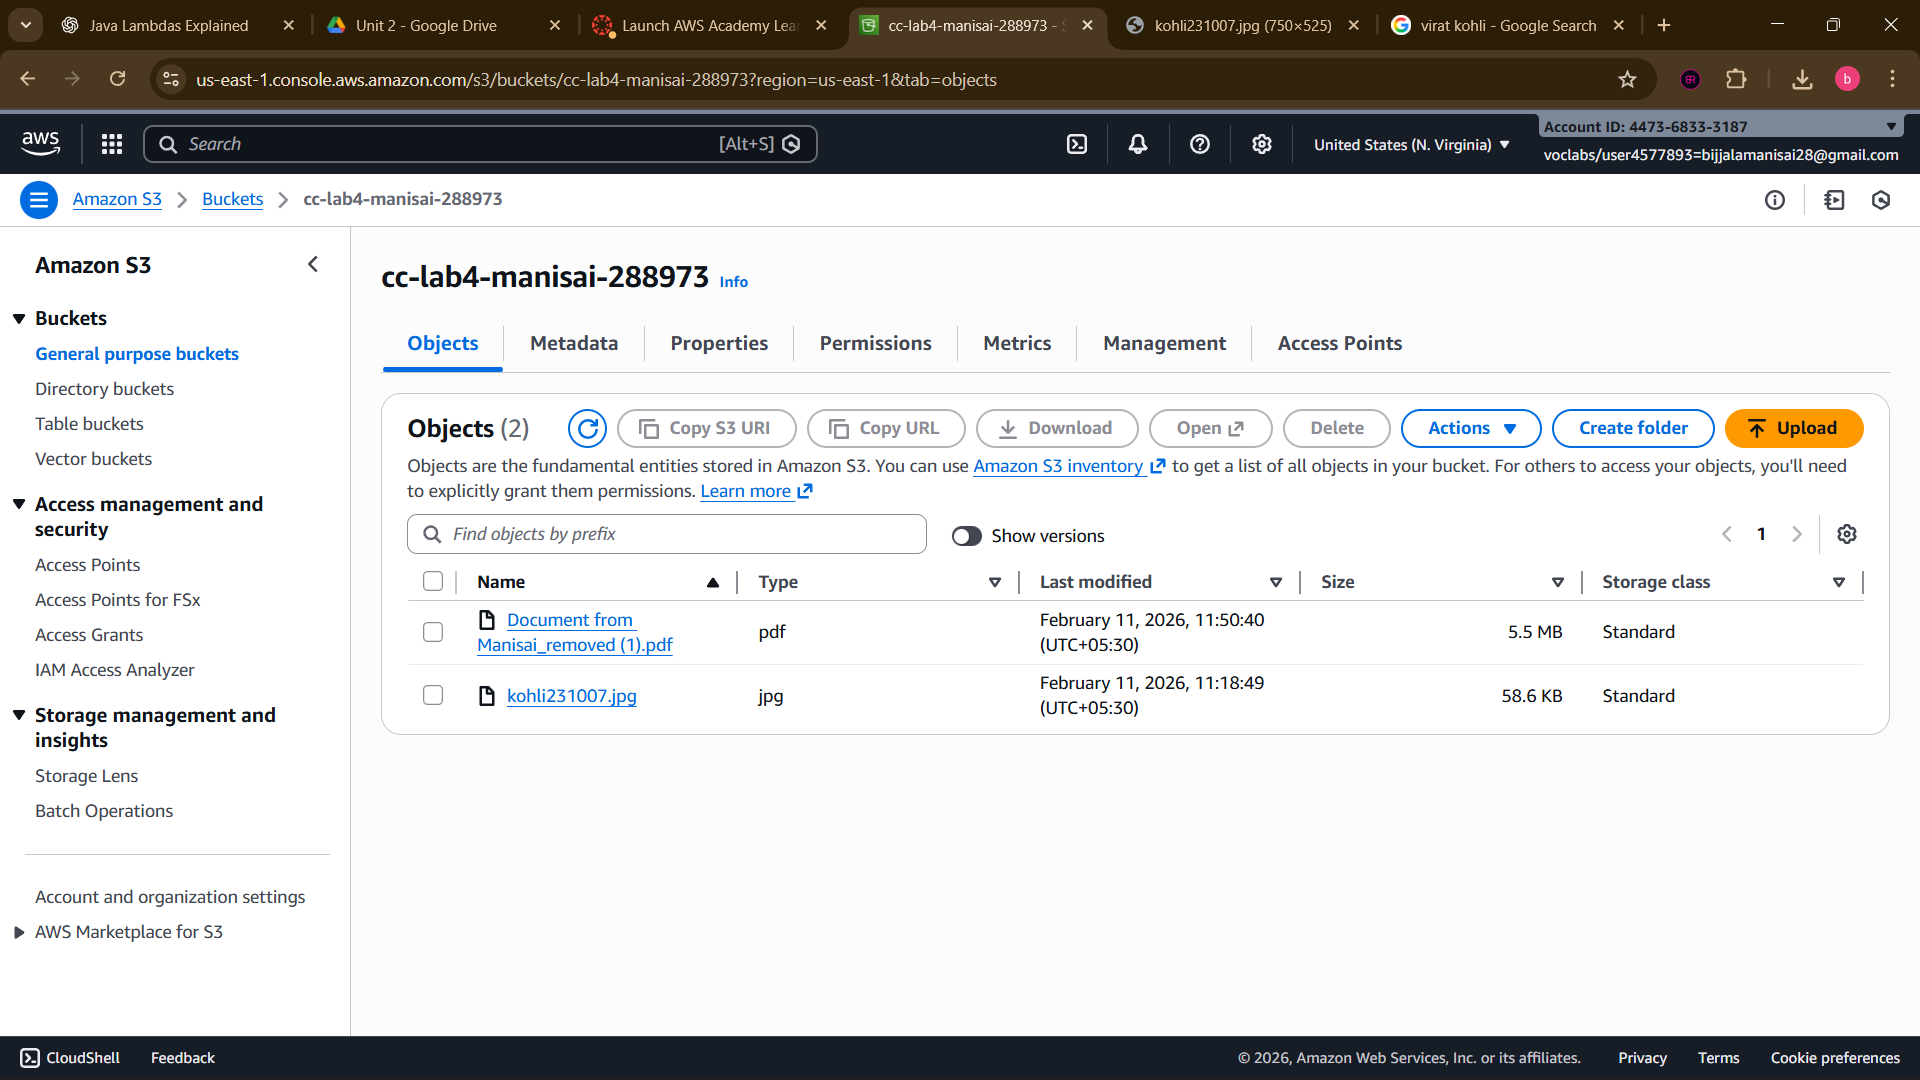 Java Lambdas Explained
Unit 2 - Google Drive
Launch AWS Academy Lea
cc-lab4-manisai-288973 - S
kohli231007.jpg (750×525)
virat kohli - Google Search
us-east-1.console.aws.amazon.com/s3/buckets/cc-lab4-manisai-288973?region=us-east-1&tab=objects
BR
b
aws
Search
[Alt+S]
United States (N. Virginia)
Account ID: 4473-6833-3187
voclabs/user4577893=bijjalamanisai28@gmail.com
Amazon S3
Buckets
cc-lab4-manisai-288973
Amazon S3
Buckets
General purpose buckets
Directory buckets
Table buckets
Vector buckets
Access management and
security
Access Points
Access Points for FSx
Access Grants
IAM Access Analyzer
Storage management and
insights
Storage Lens
Batch Operations
Account and organization settings
AWS Marketplace for S3
cc-lab4-manisai-288973 Info
Objects
Metadata
Properties
Permissions
Metrics
Management
Access Points
Objects (2)
Copy S3 URI
Copy URL
Download
Open
Delete
Actions
Create folder
Upload
Objects are the fundamental entities stored in Amazon S3. You can use Amazon S3 inventory to get a list of all objects in your bucket. For others to access your objects, you'll need
to explicitly grant them permissions. Learn more
Find objects by prefix
Show versions
1
Name
Type
Last modified
Size
Storage class
Document from
Manisai_removed (1).pdf
pdf
February 11, 2026, 11:50:40
(UTC+05:30)
5.5 MB
Standard
kohli231007.jpg
jpg
February 11, 2026, 11:18:49
(UTC+05:30)
58.6 KB
Standard
CloudShell
Feedback
© 2026, Amazon Web Services, Inc. or its affiliates.
Privacy
Terms
Cookie preferences